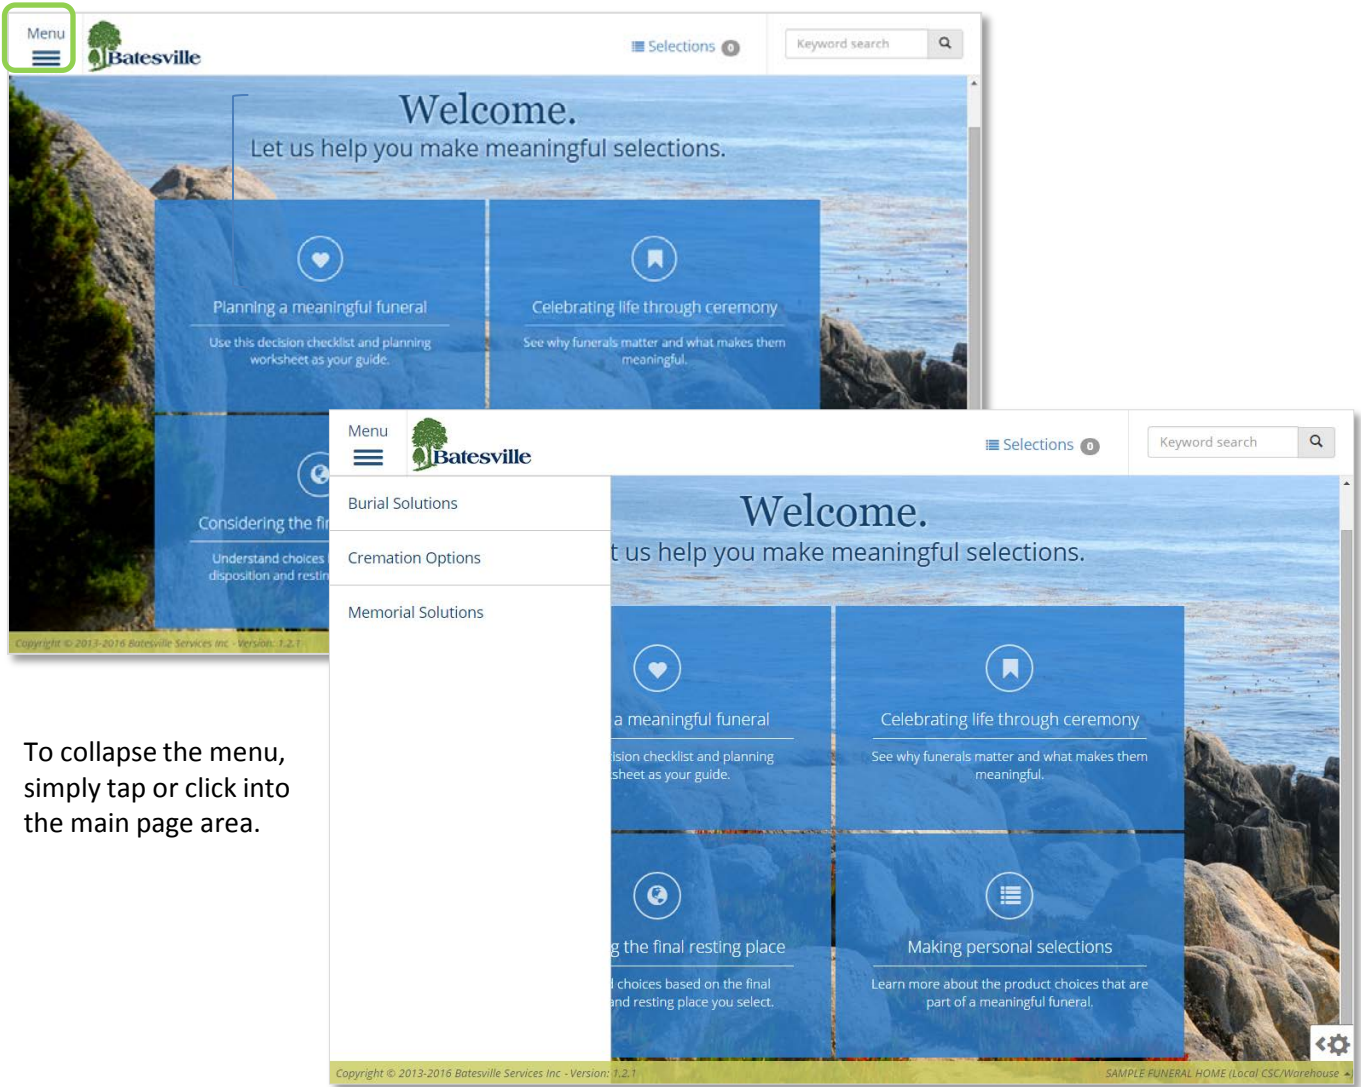 Menu
Batesville
Selections 0
Keyword search
Welcome.
Let us help you make meaningful selections.
Planning a meaningful funeral
Use this decision checklist and planning
worksheet as your guide.
Celebrating life through ceremony
See why funerals matter and what makes them
meaningful.
Considering the fi
Understand choices
disposition and restin
Copyright © 2013-2016 Batesville Services Inc - Version: 1.2.1
Menu
Batesville
Selections 0
Keyword search
Burial Solutions
Cremation Options
Memorial Solutions
Welcome.
t us help you make meaningful selections.
a meaningful funeral
ision checklist and planning
sheet as your guide.
Celebrating life through ceremony
See why funerals matter and what makes them
meaningful.
g the final resting place
choices based on the final
and resting place you select.
Making personal selections
Learn more about the product choices that are
part of a meaningful funeral.
Copyright © 2013-2016 Batesville Services Inc - Version: 1.2.1
SAMPLE FUNERAL HOME (Local CSC/Warehouse
To collapse the menu,
simply tap or click into
the main page area.